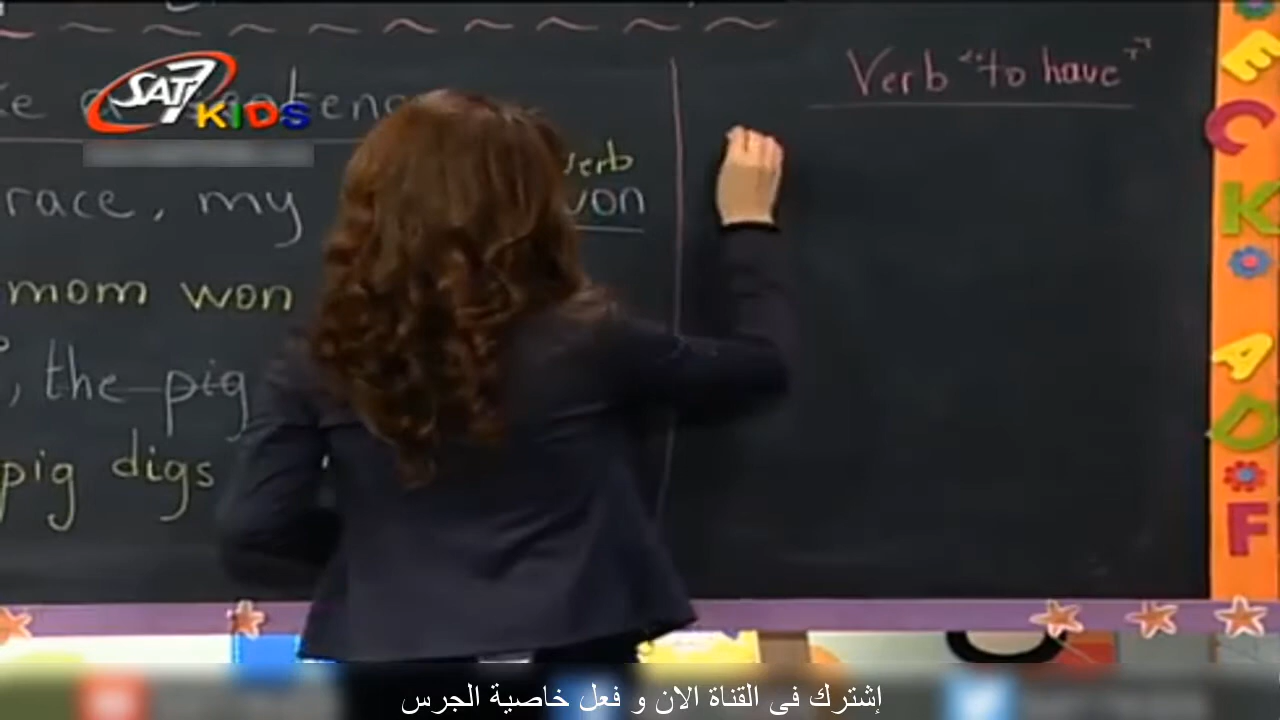 SAT7 KIDS
Verb "to have"
verb
race, my
won
mom won
, the pig
pig digs
E
C
K
A
D
F
إشترك في القناة الان و فعل خاصية الجرس